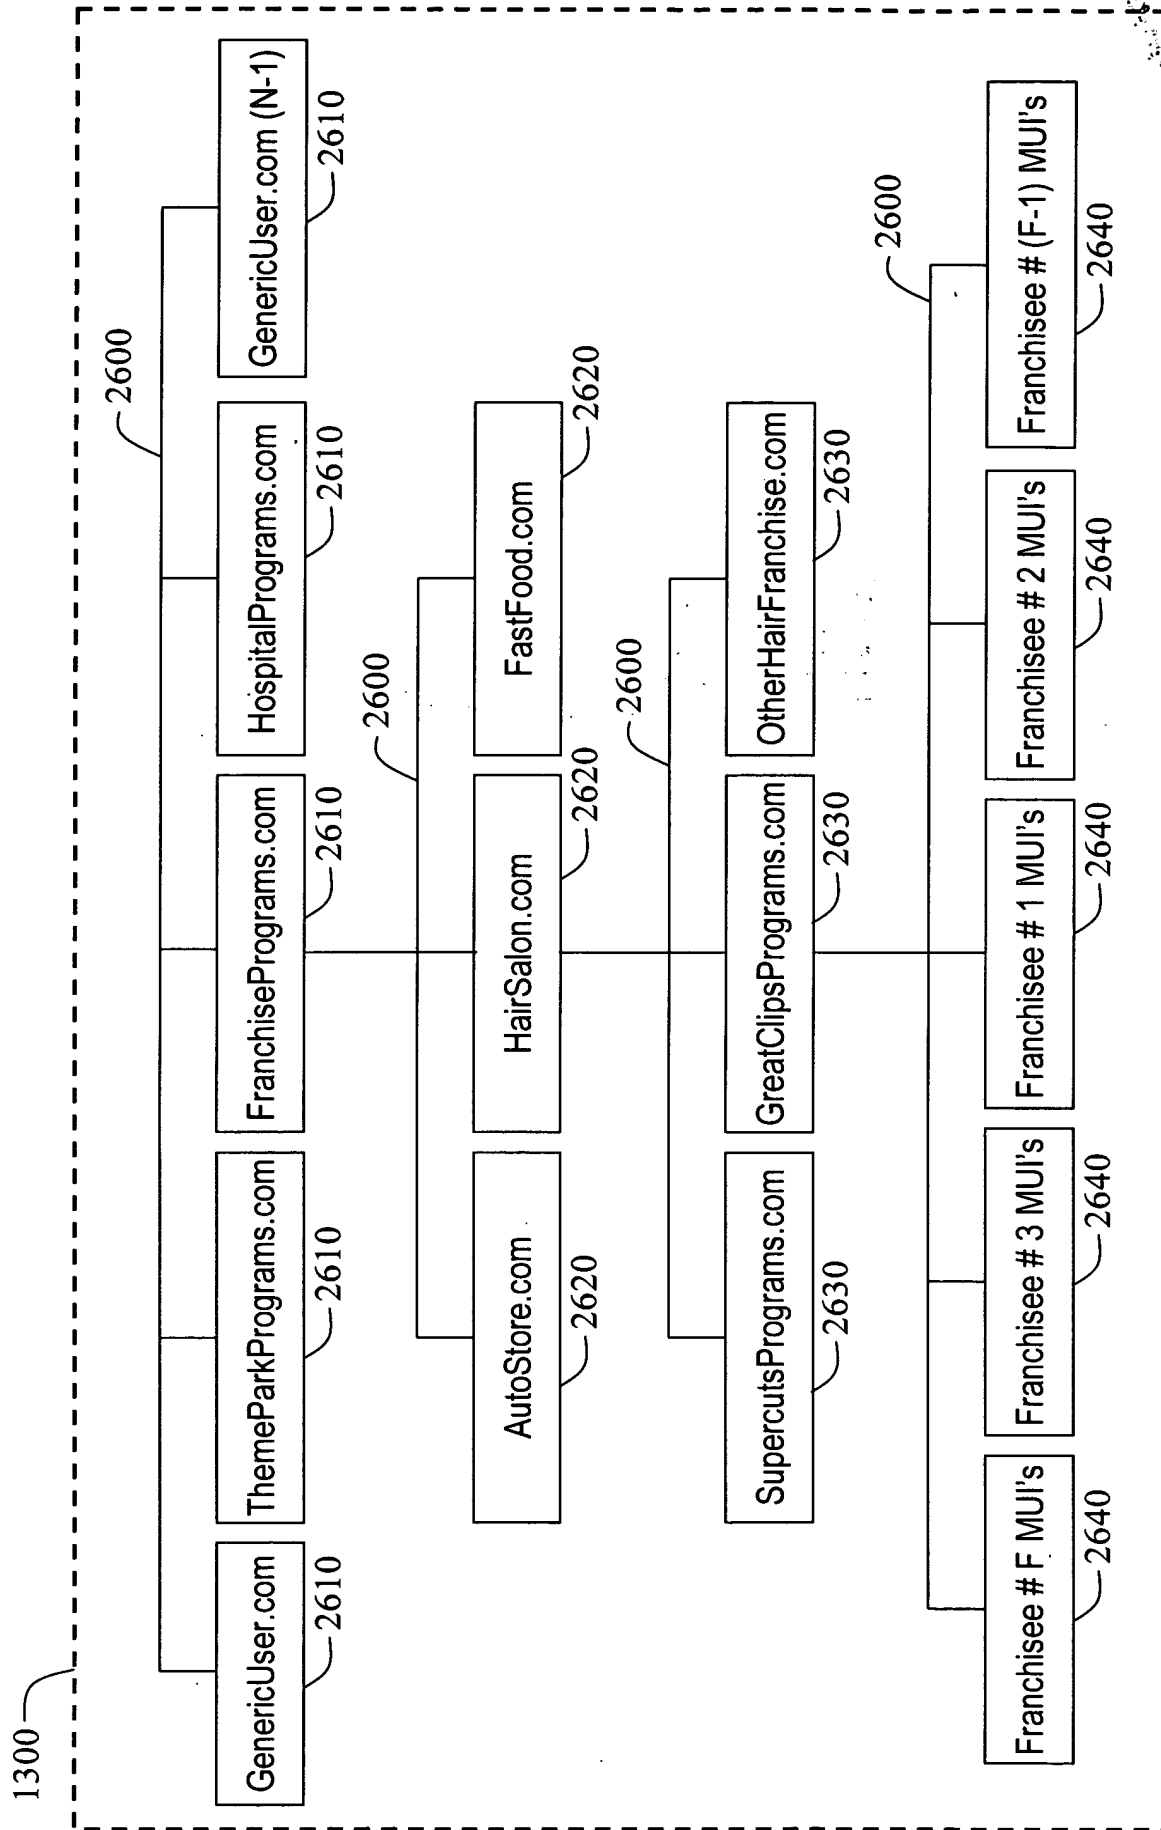 1300
2600
GenericUser.com
2610
ThemeParkPrograms.com
2610
FranchisePrograms.com
2610
HospitalPrograms.com
2610
GenericUser.com (N-1)
2610
2600
AutoStore.com
2620
HairSalon.com
2620
FastFood.com
2620
2600
SupercutsPrograms.com
2630
GreatClipsPrograms.com
2630
OtherHairFranchise.com
2630
2600
Franchisee # F MUI's
2640
Franchisee # 3 MUI's
2640
Franchisee # 1 MUI's
2640
Franchisee # 2 MUI's
2640
Franchisee # (F-1) MUI's
2640